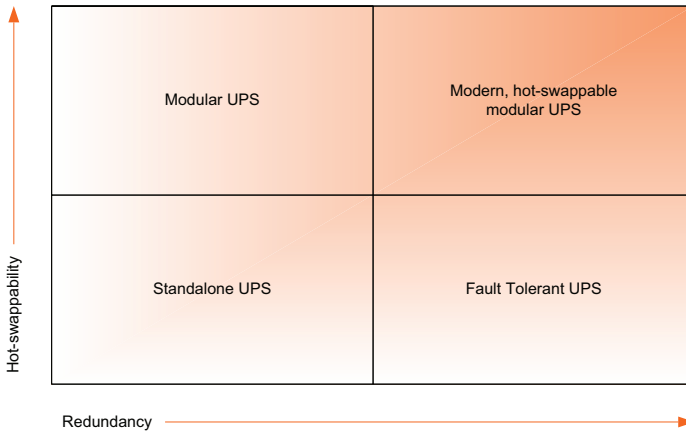 Modular UPS
Modern, hot-swappable
modular UPS
Standalone UPS
Fault Tolerant UPS
Hot-swappability
Redundancy